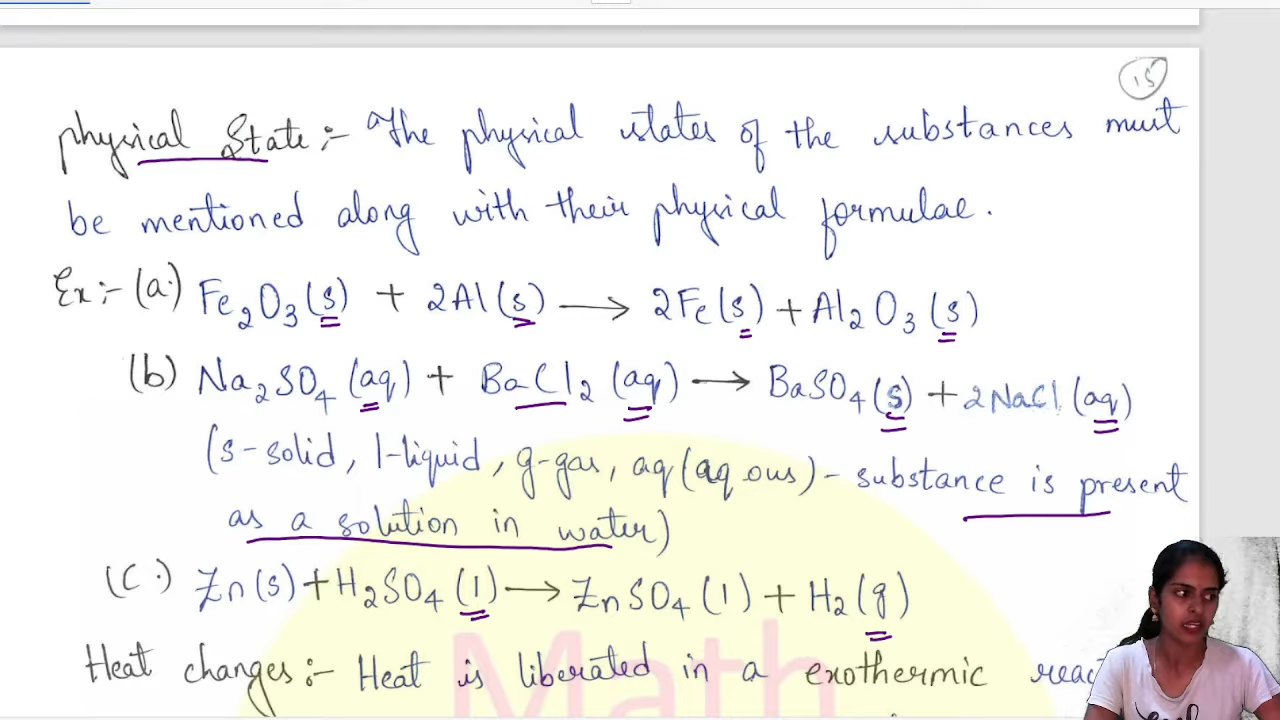 15
physical State :- The physical states of the substances must
be mentioned along with their physical formulae.
Ex :- (a.) Fe2O3(s) + 2Al(s) → 2Fe(s) + Al2O3(s)
(b) Na2SO4(aq) + BaCl2(aq) → BaSO4(s) + 2NaCl(aq)
(s-solid, l-liquid, g-gas, aq(aqous) - substance is present
as a solution in water)
(C.) Zn(s) + H2SO4(l) → ZnSO4(l) + H2(g)
Heat changes :- Heat is liberated in a exothermic reac
Math